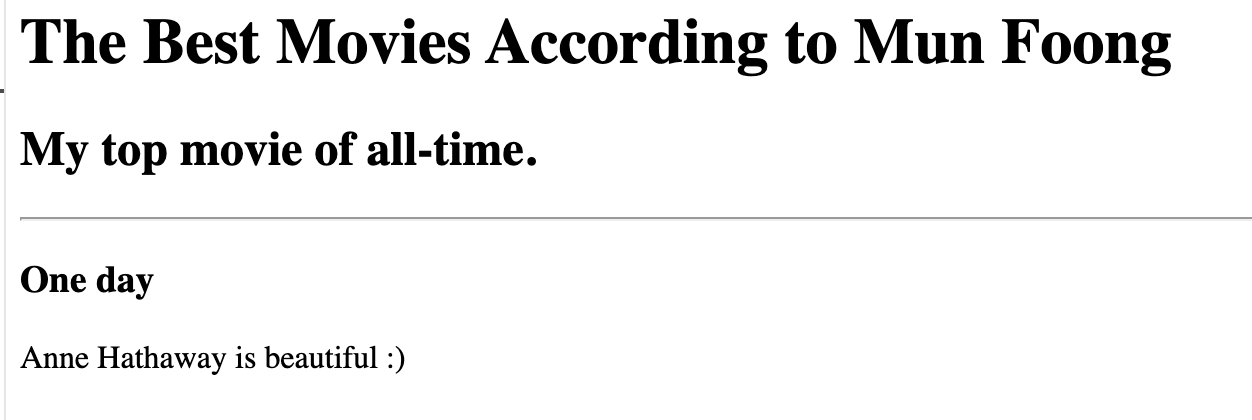 The Best Movies According to Mun Foong
My top movie of all-time.
One day
Anne Hathaway is beautiful :)